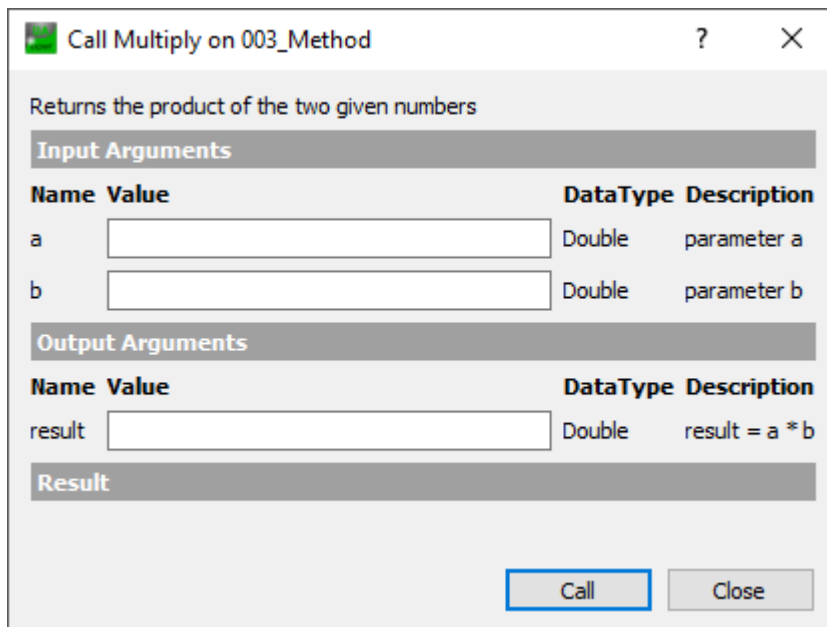 Call Multiply on 003_Method ?
Returns the product of the two given numbers
Input Arguments
Name Value DataType Description
a Double parameter a
b Double parameter b
Output Arguments
Name Value DataType Description
result Double result = a * b
Result
Call Close